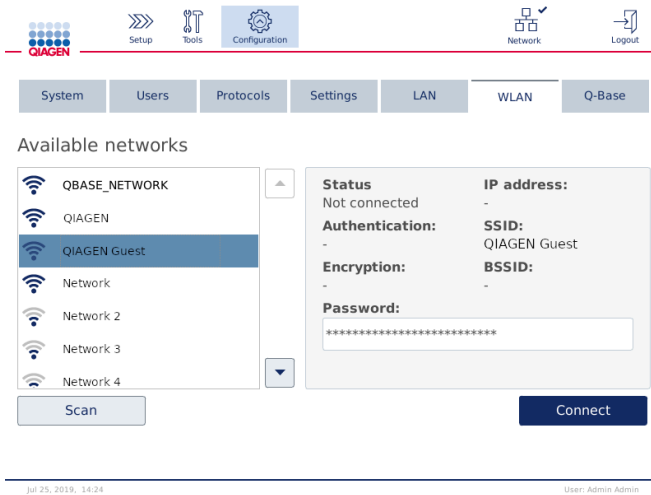 QIAGEN
Setup
Tools
Configuration
Network
Logout
System
Users
Protocols
Settings
LAN
WLAN
Q-Base
Available networks
QBASE_NETWORK
QIAGEN
QIAGEN Guest
Network
Network 2
Network 3
Network 4
Status
Not connected
IP address:
-
Authentication:
-
SSID:
QIAGEN Guest
Encryption:
-
BSSID:
-
Password:
**************************
Scan
Connect
Jul 25, 2019, 14:24
User: Admin Admin